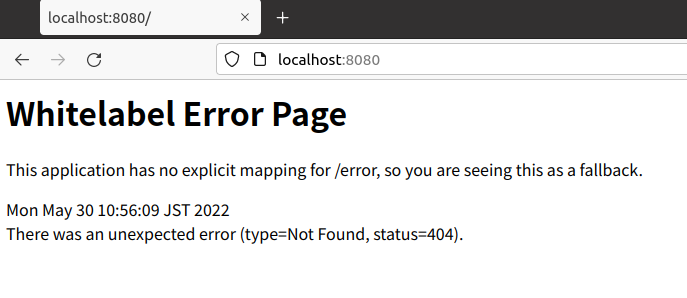 localhost:8080/
localhost:8080
Whitelabel Error Page
This application has no explicit mapping for /error, so you are seeing this as a fallback.
Mon May 30 10:56:09 JST 2022
There was an unexpected error (type=Not Found, status=404).